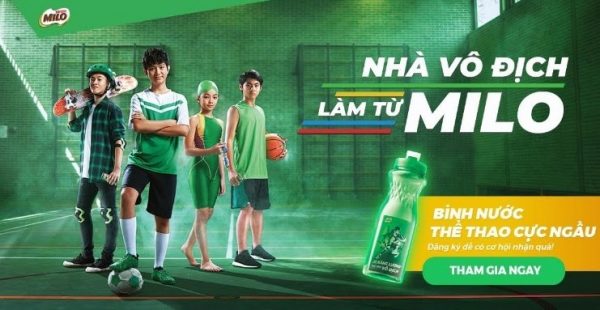 MILO
NHÀ VÔ ĐỊCH
LÀM TỪ MILO
BÌNH NƯỚC
THỂ THAO CỰC NGẦU
Đăng ký để có cơ hội nhận quà!
THAM GIA NGAY